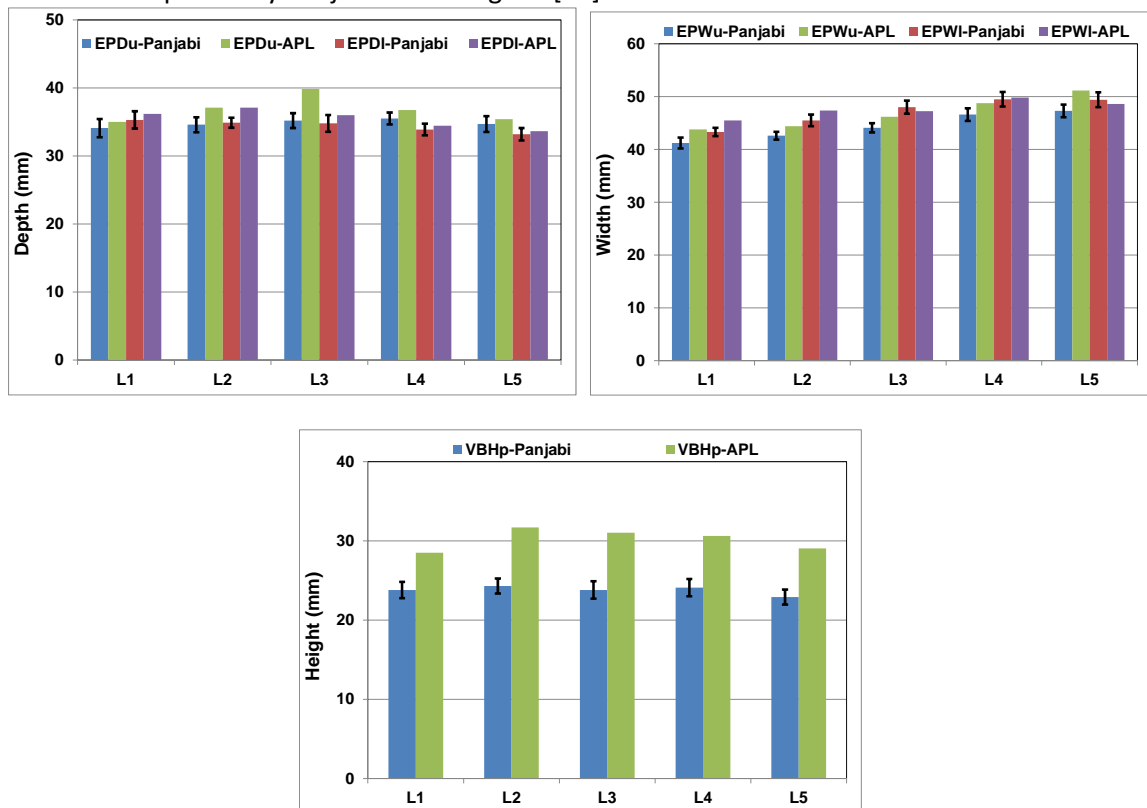 EPDu-Panjabi EPDu-APL EPDl-Panjabi EPDl-APL
50
40
30
20
10
0
Depth (mm)
L1 L2 L3 L4 L5
EPWu-Panjabi EPWu-APL EPWl-Panjabi EPWl-APL
60
50
40
30
20
10
0
Width (mm)
L1 L2 L3 L4 L5
VBHp-Panjabi VBHp-APL
40
30
20
10
0
Height (mm)
L1 L2 L3 L4 L5